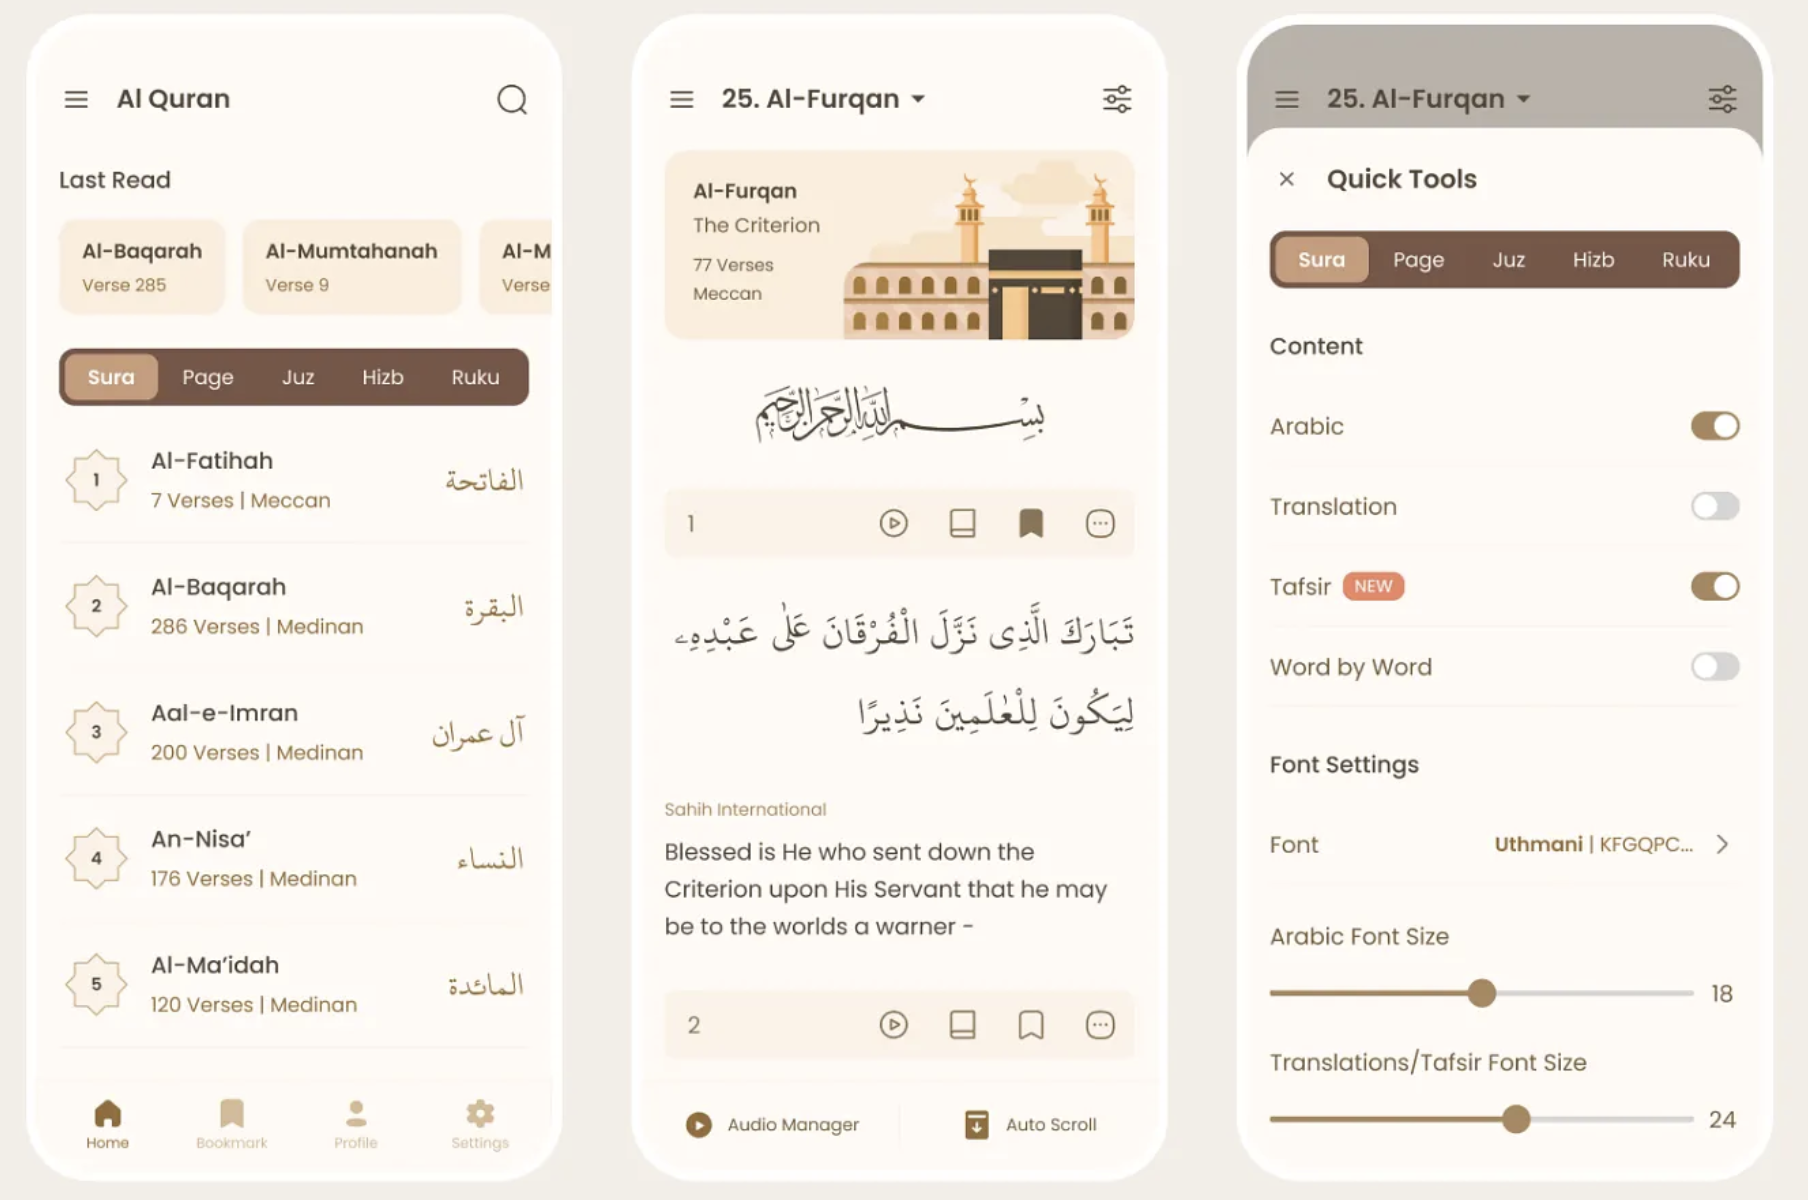 Al Quran
Last Read
Al-Baqarah
Verse 285
Al-Mumtahanah
Verse 9
Al-M
Verse
Sura Page Juz Hizb Ruku
1
Al-Fatihah
7 Verses | Meccan
الفاتحة
2
Al-Baqarah
286 Verses | Medinan
البقرة
3
Aal-e-Imran
200 Verses | Medinan
آل عمران
4
An-Nisa’
176 Verses | Medinan
النساء
5
Al-Ma’idah
120 Verses | Medinan
المائدة
Home Bookmark Profile Settings
25. Al-Furqan
Al-Furqan
The Criterion
77 Verses
Meccan
بِسْمِ اللَّهِ الرَّحْمَٰنِ الرَّحِيمِ
1
تَبَارَكَ الَّذِى نَزَّلَ الْفُرْقَانَ عَلٰى عَبْدِهِۦ
لِيَكُونَ لِلْعٰلَمِينَ نَذِيرًا
Sahih International
Blessed is He who sent down the
Criterion upon His Servant that he may
be to the worlds a warner -
2
Audio Manager Auto Scroll
25. Al-Furqan
Quick Tools
Sura Page Juz Hizb Ruku
Content
Arabic
Translation
Tafsir NEW
Word by Word
Font Settings
Font Uthmani | KFGQPC...
Arabic Font Size
18
Translations/Tafsir Font Size
24